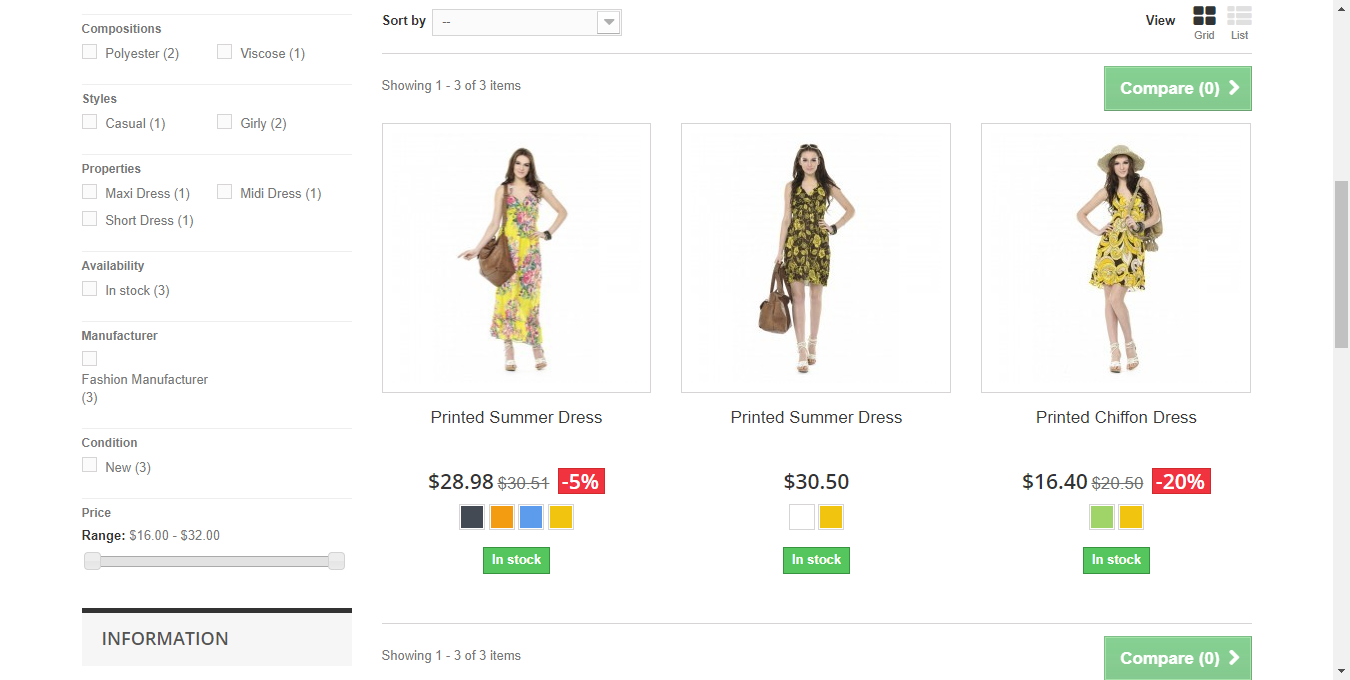 Compositions
Polyester (2)
Viscose (1)
Styles
Casual (1)
Girly (2)
Properties
Maxi Dress (1)
Midi Dress (1)
Short Dress (1)
Availability
In stock (3)
Manufacturer
Fashion Manufacturer
(3)
Condition
New (3)
Price
Range: $16.00 - $32.00
INFORMATION
Sort by
--
View
Grid
List
Showing 1 - 3 of 3 items
Compare (0)
Printed Summer Dress
$28.98 $30.51 -5%
In stock
Printed Summer Dress
$30.50
In stock
Printed Chiffon Dress
$16.40 $20.50 -20%
In stock
Showing 1 - 3 of 3 items
Compare (0)